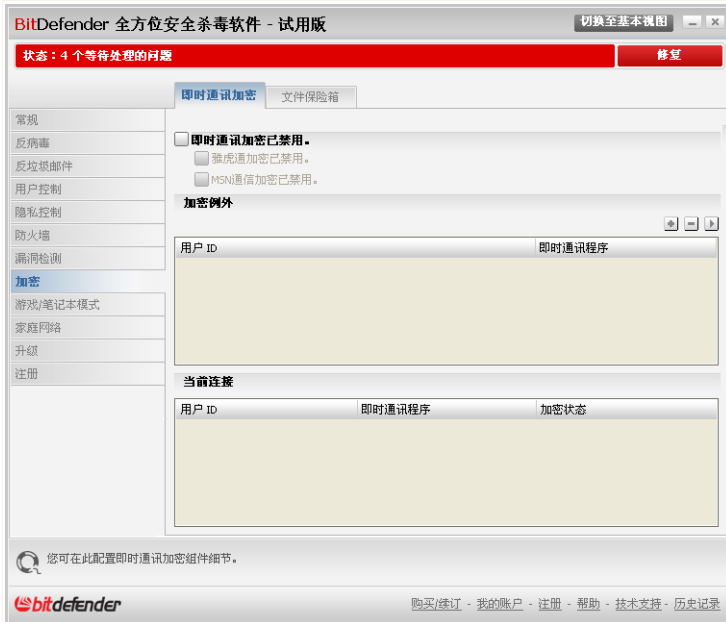 BitDefender 全方位安全杀毒软件 - 试用版
切换至基本视图
状态：4 个等待处理的问题
修复
即时通讯加密
文件保险箱
常规
反病毒
反垃圾邮件
用户控制
隐私控制
防火墙
漏洞检测
加密
游戏/笔记本模式
家庭网络
升级
注册
即时通讯加密已禁用。
雅虎通加密已禁用。
MSN通信加密已禁用。
加密例外
用户 ID 即时通讯程序
当前连接
用户 ID 即时通讯程序 加密状态
您可在此配置即时通讯加密组件细节。
bitdefender
购买/续订 - 我的账户 - 注册 - 帮助 - 技术支持 - 历史记录